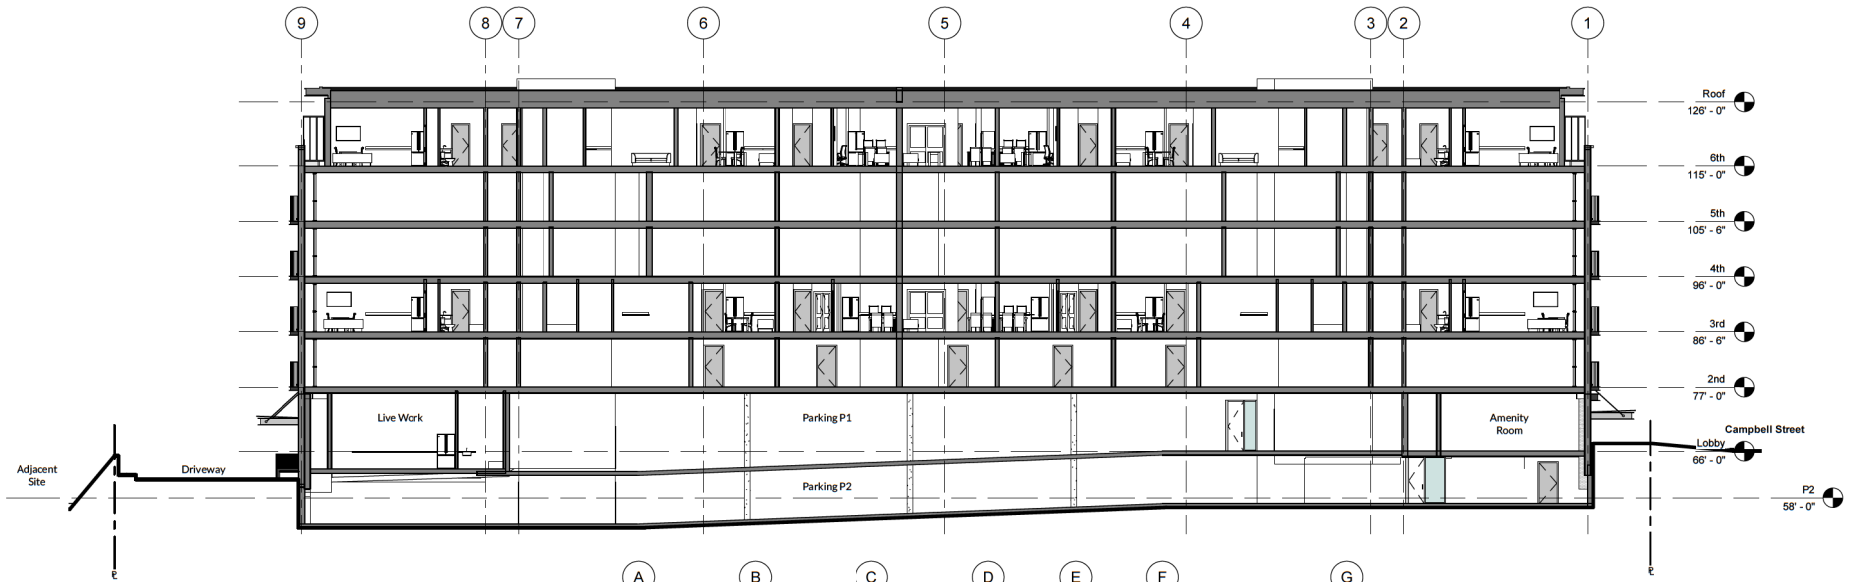 9 8 7 6 5 4 3 2 1
Roof
126' - 0"
6th
115' - 0"
5th
105' - 6"
4th
96' - 0"
3rd
86' - 6"
2nd
77' - 0"
Live Work
Parking P1
Amenity
Room
Campbell Street
Lobby
66' - 0"
Adjacent
Site
Driveway
Parking P2
P2
58' - 0"
A B C D E F G